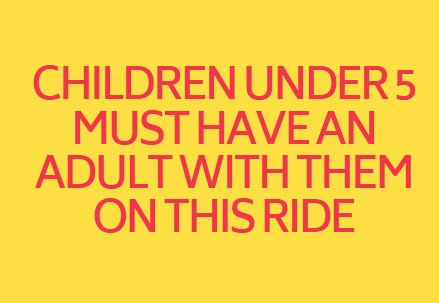 CHILDREN UNDER 5
MUST HAVE AN
ADULT WITH THEM
ON THIS RIDE